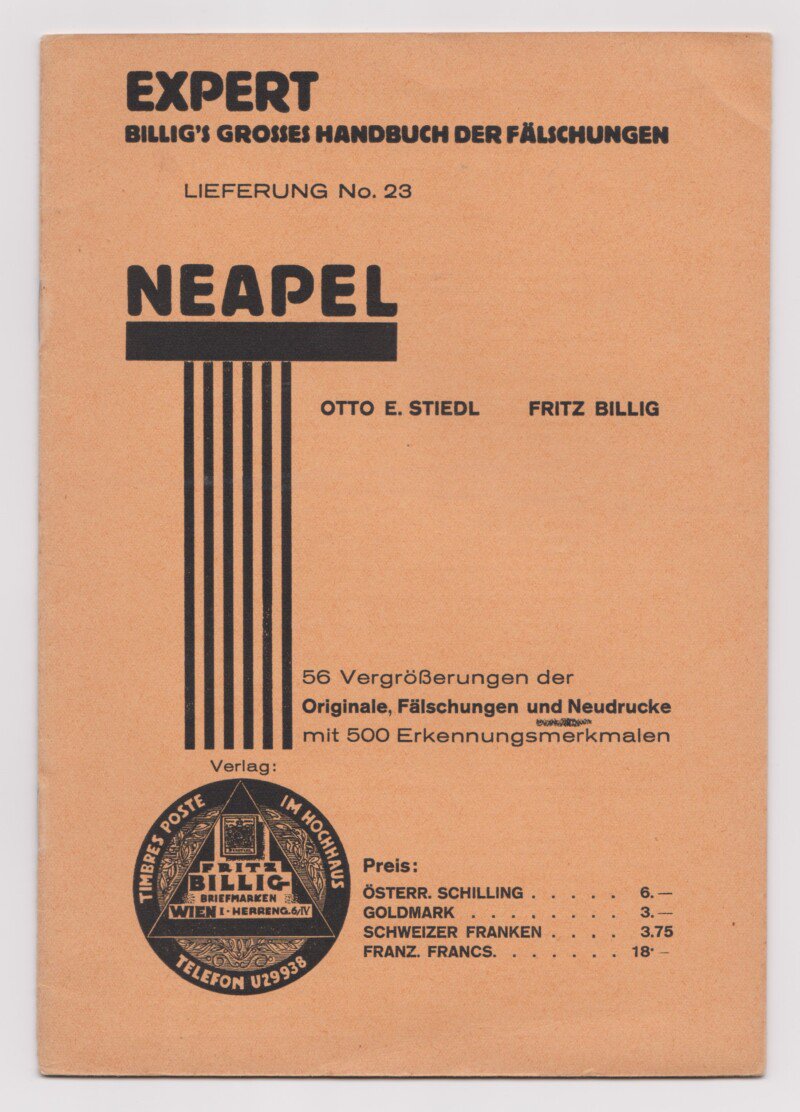 EXPERT
BILLIG'S GROSSES HANDBUCH DER FÄLSCHUNGEN
LIEFERUNG No. 23
NEAPEL
OTTO E. STIEDL FRITZ BILLIG
56 Vergrößerungen der
Originale, Fälschungen und Neudrucke
mit 500 Erkennungsmerkmalen
Verlag:
TIMBRES POSTE IM HOCHHAUS
FRITZ
BILLIG
BRIEFMARKEN
WIEN I · HERRENG. 6/IV
TELEFON U29938
Preis:
ÖSTERR. SCHILLING . . . . . 6.—
GOLDMARK . . . . . . . . 3.—
SCHWEIZER FRANKEN . . . . 3.75
FRANZ. FRANCS. . . . . . . 18·—